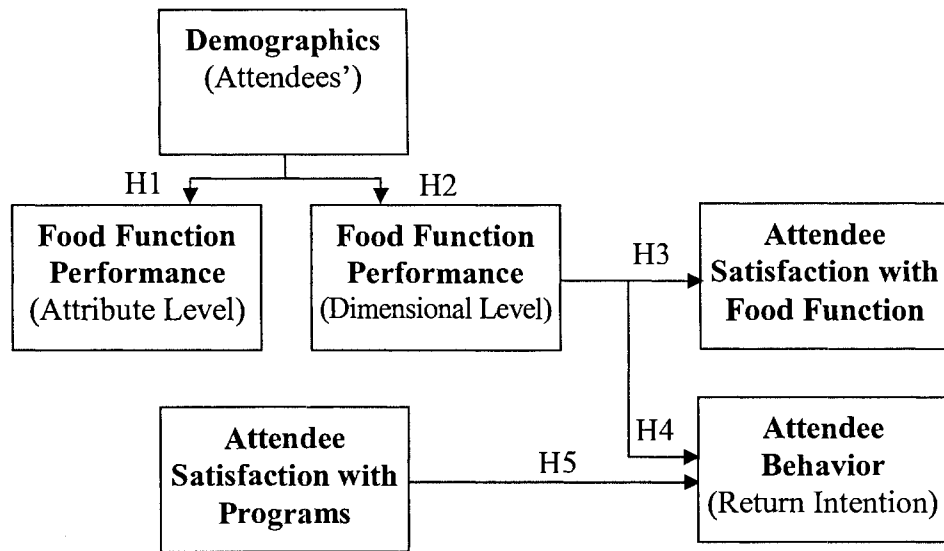 Demographics
(Attendees')
H1
H2
Food Function
Performance
(Attribute Level)
Food Function
Performance
(Dimensional Level)
H3
Attendee
Satisfaction with
Food Function
H4
Attendee
Satisfaction with
Programs
H5
Attendee
Behavior
(Return Intention)